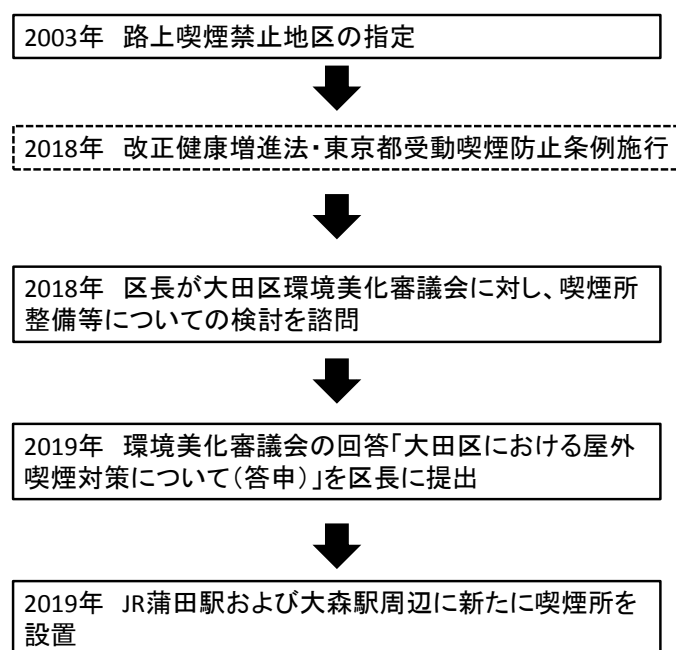 2003年 路上喫煙禁止地区の指定
2018年 改正健康増進法・東京都受動喫煙防止条例施行
2018年 区長が大田区環境美化審議会に対し、喫煙所
整備等についての検討を諮問
2019年 環境美化審議会の回答「大田区における屋外
喫煙対策について（答申）」を区長に提出
2019年 JR蒲田駅および大森駅周辺に新たに喫煙所を
設置